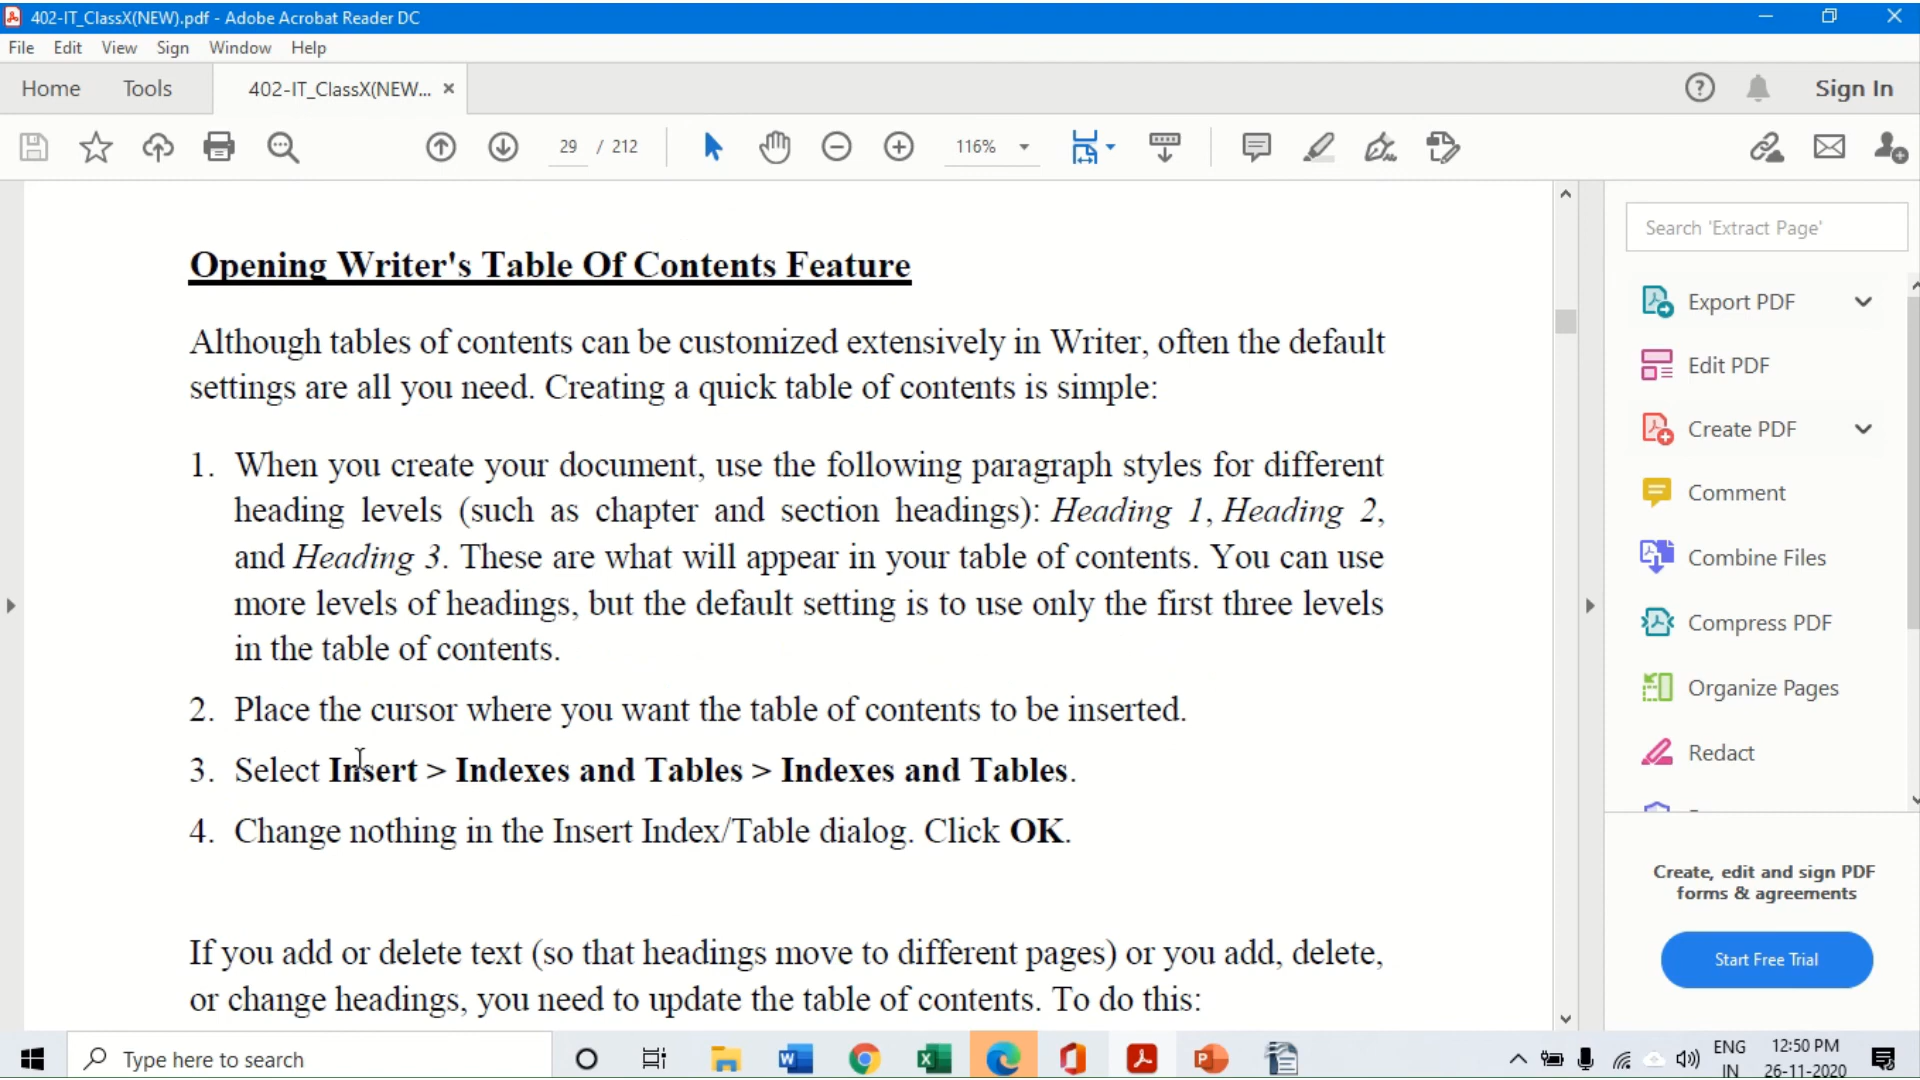 402-IT_ClassX(NEW).pdf - Adobe Acrobat Reader DC
File Edit View Sign Window Help
Home Tools 402-IT_ClassX(NEW... × Sign In
29 / 212 116%
Opening Writer's Table Of Contents Feature
Although tables of contents can be customized extensively in Writer, often the default
settings are all you need. Creating a quick table of contents is simple:
1. When you create your document, use the following paragraph styles for different
heading levels (such as chapter and section headings): Heading 1, Heading 2,
and Heading 3. These are what will appear in your table of contents. You can use
more levels of headings, but the default setting is to use only the first three levels
in the table of contents.
2. Place the cursor where you want the table of contents to be inserted.
3. Select Insert > Indexes and Tables > Indexes and Tables.
4. Change nothing in the Insert Index/Table dialog. Click OK.
If you add or delete text (so that headings move to different pages) or you add, delete,
or change headings, you need to update the table of contents. To do this:
Search 'Extract Page'
Export PDF
Edit PDF
Create PDF
Comment
Combine Files
Compress PDF
Organize Pages
Redact
Create, edit and sign PDF
forms & agreements
Start Free Trial
Type here to search
ENG
IN
12:50 PM
26-11-2020